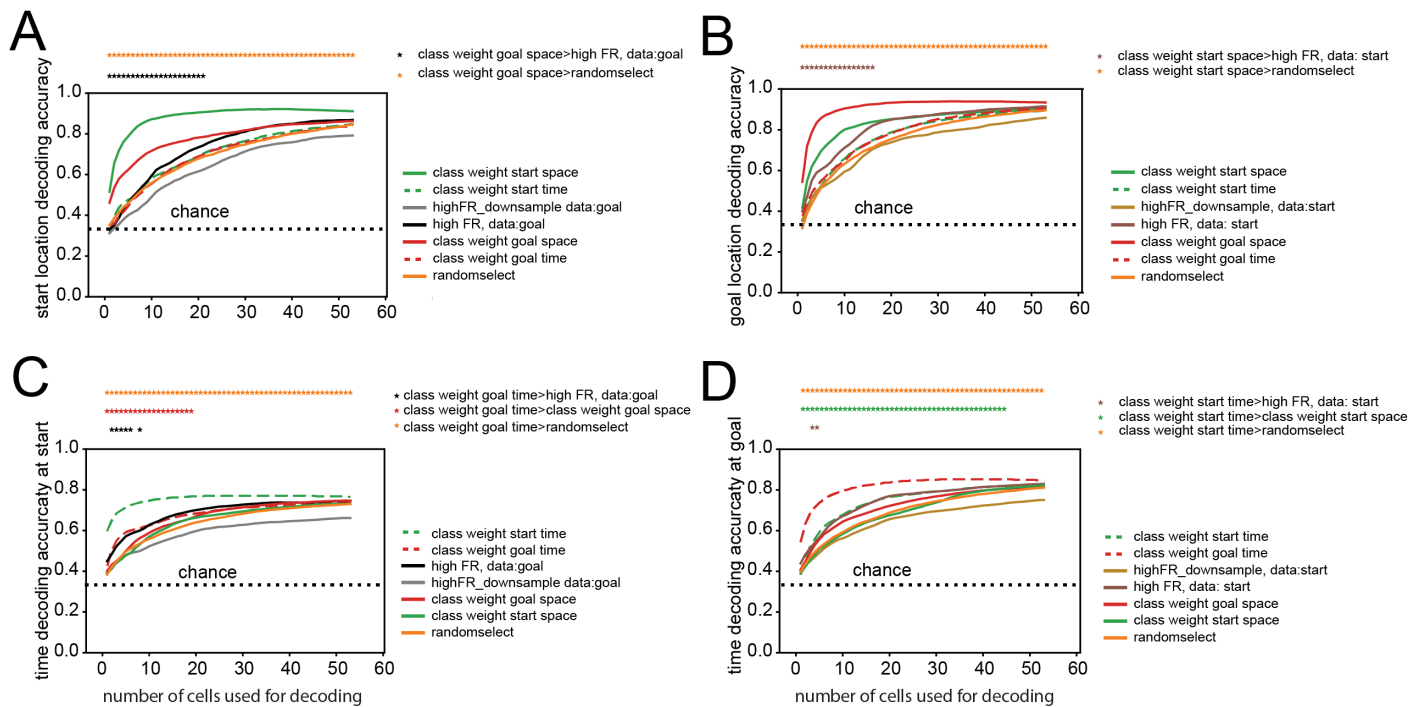 A
class weight goal space>high FR, data:goal
class weight goal space>randomselect
start location decoding accuracy
1.0
0.8
0.6
0.4
0.2
0.0
chance
0 10 20 30 40 50 60
class weight start space
class weight start time
highFR_downsample data:goal
high FR, data:goal
class weight goal space
class weight goal time
randomselect
B
class weight start space>high FR, data: start
class weight start space>randomselect
goal location decoding accuracy
1.0
0.8
0.6
0.4
0.2
0.0
chance
0 10 20 30 40 50 60
class weight start space
class weight start time
highFR_downsample, data:start
high FR, data: start
class weight goal space
class weight goal time
randomselect
C
class weight goal time>high FR, data:goal
class weight goal time>class weight goal space
class weight goal time>randomselect
time decoding accurcaty at start
1.0
0.8
0.6
0.4
0.2
0.0
chance
0 10 20 30 40 50 60
number of cells used for decoding
class weight start time
class weight goal time
high FR, data:goal
highFR_downsample data:goal
class weight goal space
class weight start space
randomselect
D
class weight start time>high FR, data: start
class weight start time>class weight start space
class weight start time>randomselect
time decoding accurcaty at goal
1.0
0.8
0.6
0.4
0.2
0.0
chance
0 10 20 30 40 50 60
number of cells used for decoding
class weight start time
class weight goal time
highFR_downsample, data:start
high FR, data: start
class weight goal space
class weight start space
randomselect